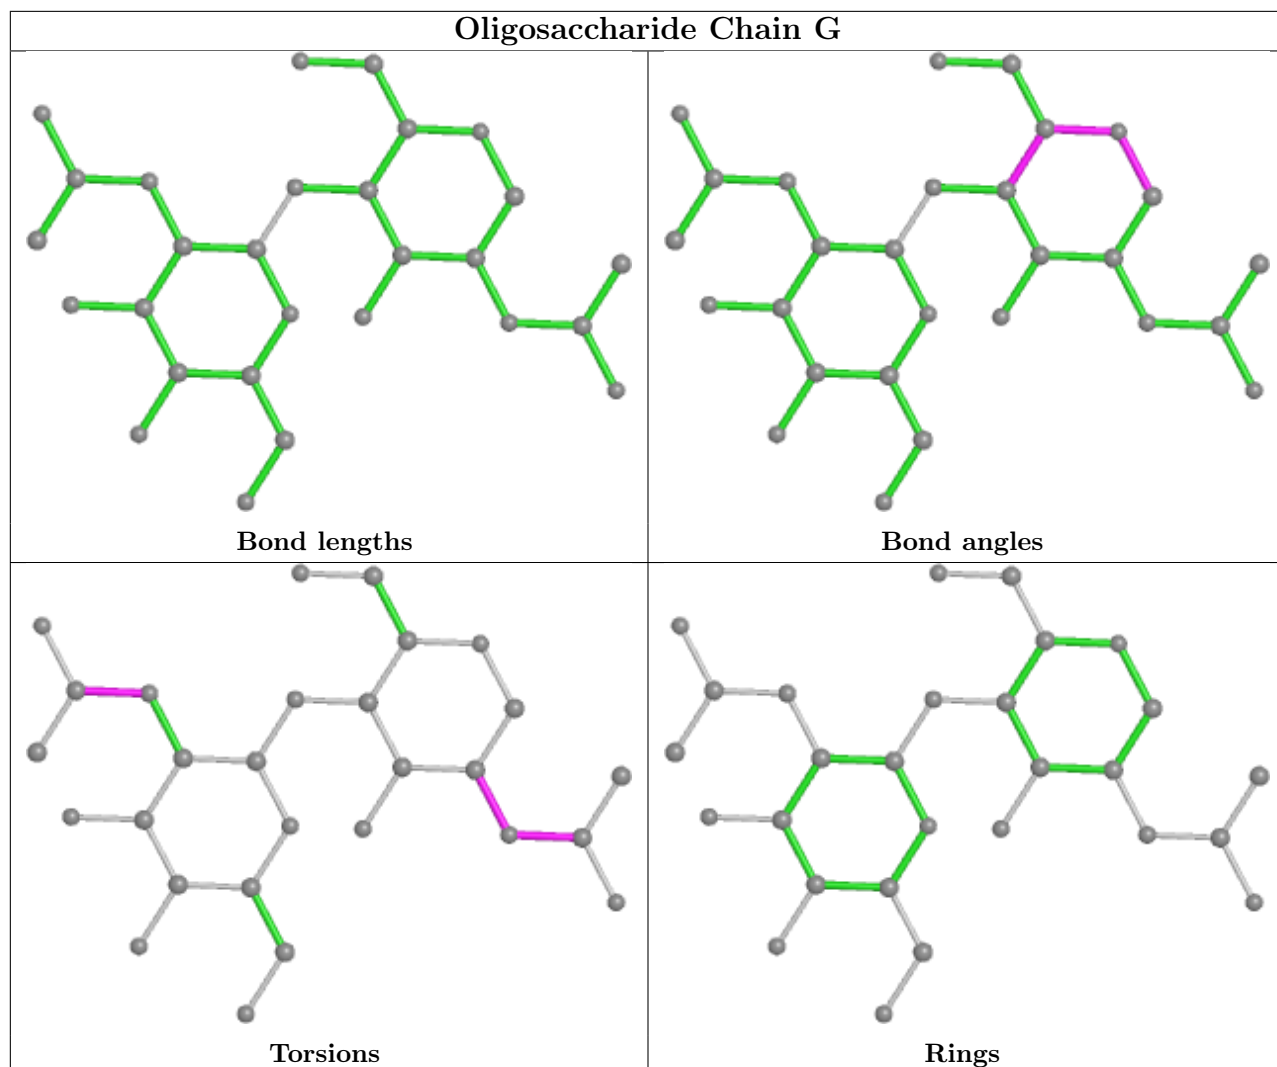 Oligosaccharide Chain G
Bond lengths
Bond angles
Torsions
Rings